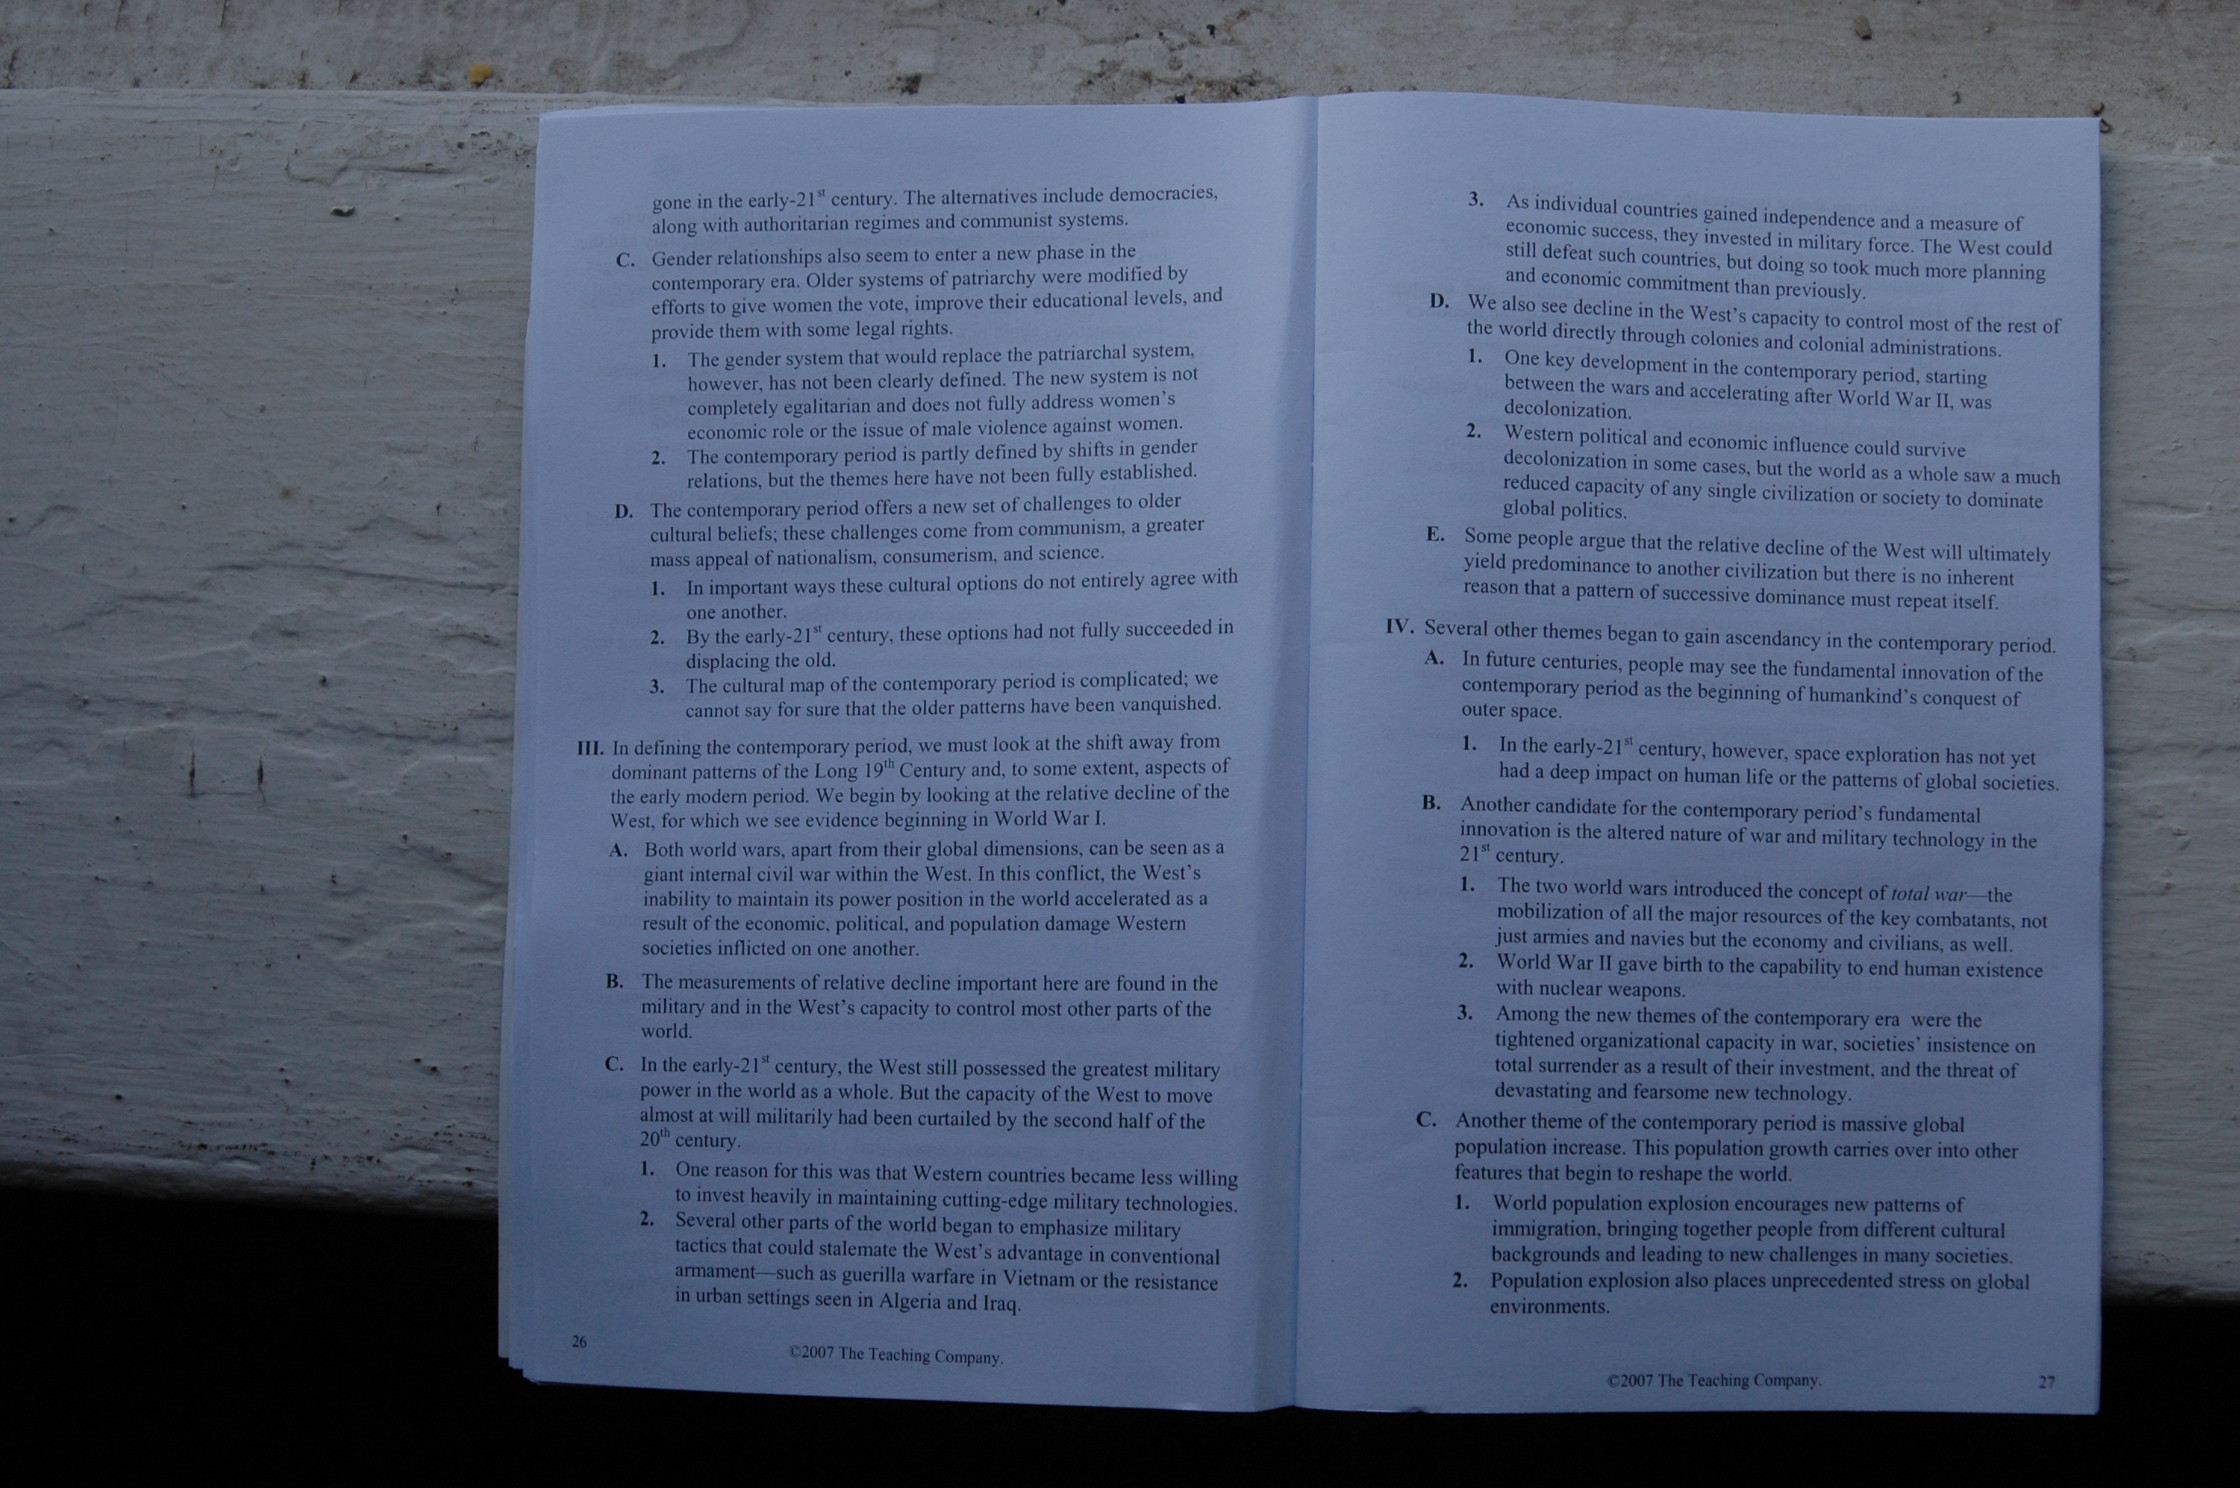 gone in the early-21st century. The alternatives include democracies,
along with authoritarian regimes and communist systems.
C. Gender relationships also seem to enter a new phase in the
contemporary era. Older systems of patriarchy were modified by
efforts to give women the vote, improve their educational levels, and
provide them with some legal rights.
1. The gender system that would replace the patriarchal system,
however, has not been clearly defined. The new system is not
completely egalitarian and does not fully address women's
economic role or the issue of male violence against women.
2. The contemporary period is partly defined by shifts in gender
relations, but the themes here have not been fully established.
D. The contemporary period offers a new set of challenges to older
cultural beliefs; these challenges come from communism, a greater
mass appeal of nationalism, consumerism, and science.
1. In important ways these cultural options do not entirely agree with
one another.
2. By the early-21st century, these options had not fully succeeded in
displacing the old.
3. The cultural map of the contemporary period is complicated; we
cannot say for sure that the older patterns have been vanquished.
III. In defining the contemporary period, we must look at the shift away from
dominant patterns of the Long 19th Century and, to some extent, aspects of
the early modern period. We begin by looking at the relative decline of the
West, for which we see evidence beginning in World War I.
A. Both world wars, apart from their global dimensions, can be seen as a
giant internal civil war within the West. In this conflict, the West's
inability to maintain its power position in the world accelerated as a
result of the economic, political, and population damage Western
societies inflicted on one another.
B. The measurements of relative decline important here are found in the
military and in the West's capacity to control most other parts of the
world.
C. In the early-21st century, the West still possessed the greatest military
power in the world as a whole. But the capacity of the West to move
almost at will militarily had been curtailed by the second half of the
20th century.
1. One reason for this was that Western countries became less willing
to invest heavily in maintaining cutting-edge military technologies.
2. Several other parts of the world began to emphasize military
tactics that could stalemate the West's advantage in conventional
armament—such as guerilla warfare in Vietnam or the resistance
in urban settings seen in Algeria and Iraq.
26
©2007 The Teaching Company.
3. As individual countries gained independence and a measure of
economic success, they invested in military force. The West could
still defeat such countries, but doing so took much more planning
and economic commitment than previously.
D. We also see decline in the West's capacity to control most of the rest of
the world directly through colonies and colonial administrations.
1. One key development in the contemporary period, starting
between the wars and accelerating after World War II, was
decolonization.
2. Western political and economic influence could survive
decolonization in some cases, but the world as a whole saw a much
reduced capacity of any single civilization or society to dominate
global politics.
E. Some people argue that the relative decline of the West will ultimately
yield predominance to another civilization but there is no inherent
reason that a pattern of successive dominance must repeat itself.
IV. Several other themes began to gain ascendancy in the contemporary period.
A. In future centuries, people may see the fundamental innovation of the
contemporary period as the beginning of humankind's conquest of
outer space.
1. In the early-21st century, however, space exploration has not yet
had a deep impact on human life or the patterns of global societies.
B. Another candidate for the contemporary period's fundamental
innovation is the altered nature of war and military technology in the
21st century.
1. The two world wars introduced the concept of total war—the
mobilization of all the major resources of the key combatants, not
just armies and navies but the economy and civilians, as well.
2. World War II gave birth to the capability to end human existence
with nuclear weapons.
3. Among the new themes of the contemporary era were the
tightened organizational capacity in war, societies' insistence on
total surrender as a result of their investment, and the threat of
devastating and fearsome new technology.
C. Another theme of the contemporary period is massive global
population increase. This population growth carries over into other
features that begin to reshape the world.
1. World population explosion encourages new patterns of
immigration, bringing together people from different cultural
backgrounds and leading to new challenges in many societies.
2. Population explosion also places unprecedented stress on global
environments.
©2007 The Teaching Company.
27